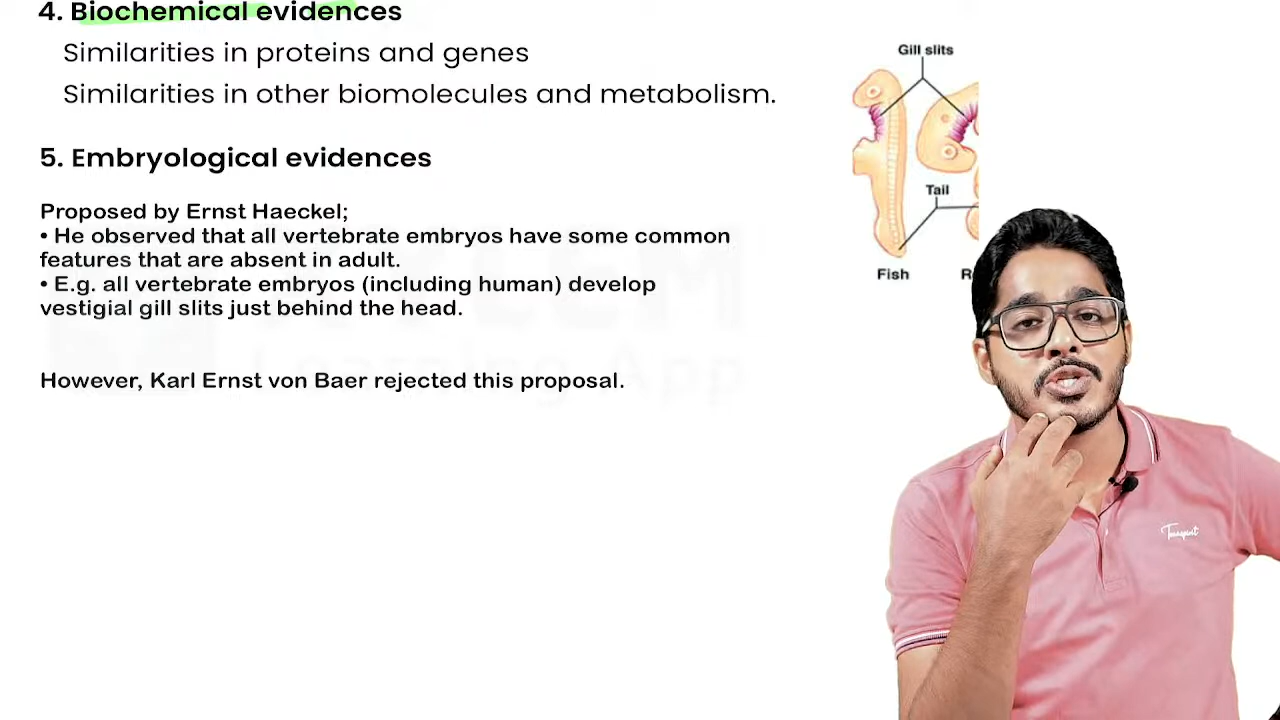 4. Biochemical evidences
Similarities in proteins and genes
Similarities in other biomolecules and metabolism.
5. Embryological evidences
Proposed by Ernst Haeckel;
• He observed that all vertebrate embryos have some common
features that are absent in adult.
• E.g. all vertebrate embryos (including human) develop
vestigial gill slits just behind the head.
However, Karl Ernst von Baer rejected this proposal.
Gill slits
Tail
Fish
Learning App